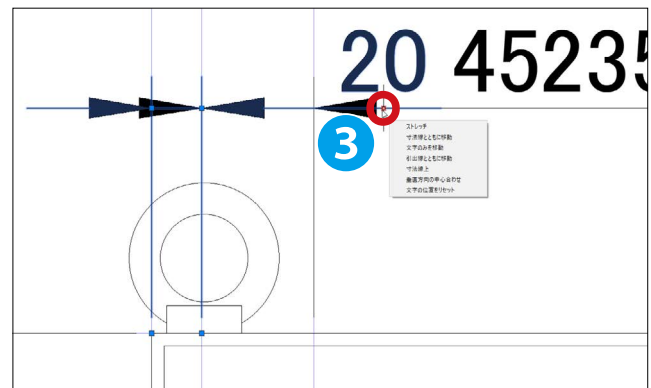 20 45235
3
ストレッチ
寸法線とともに移動
文字のみを移動
引出線とともに移動
寸法線上
垂直方向の中心合わせ
文字の位置をリセット